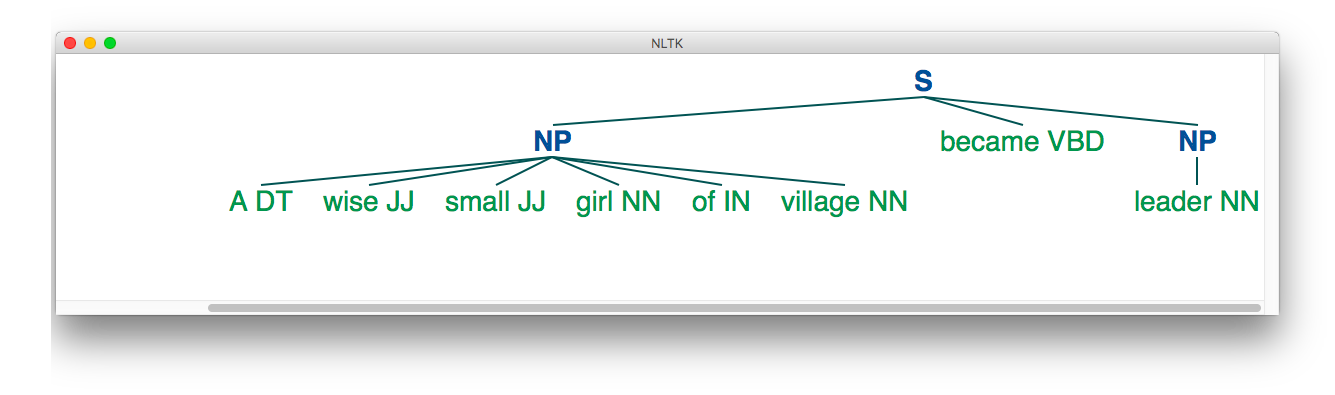 NLTK
S
NP became VBD NP
A DT wise JJ small JJ girl NN of IN village NN leader NN